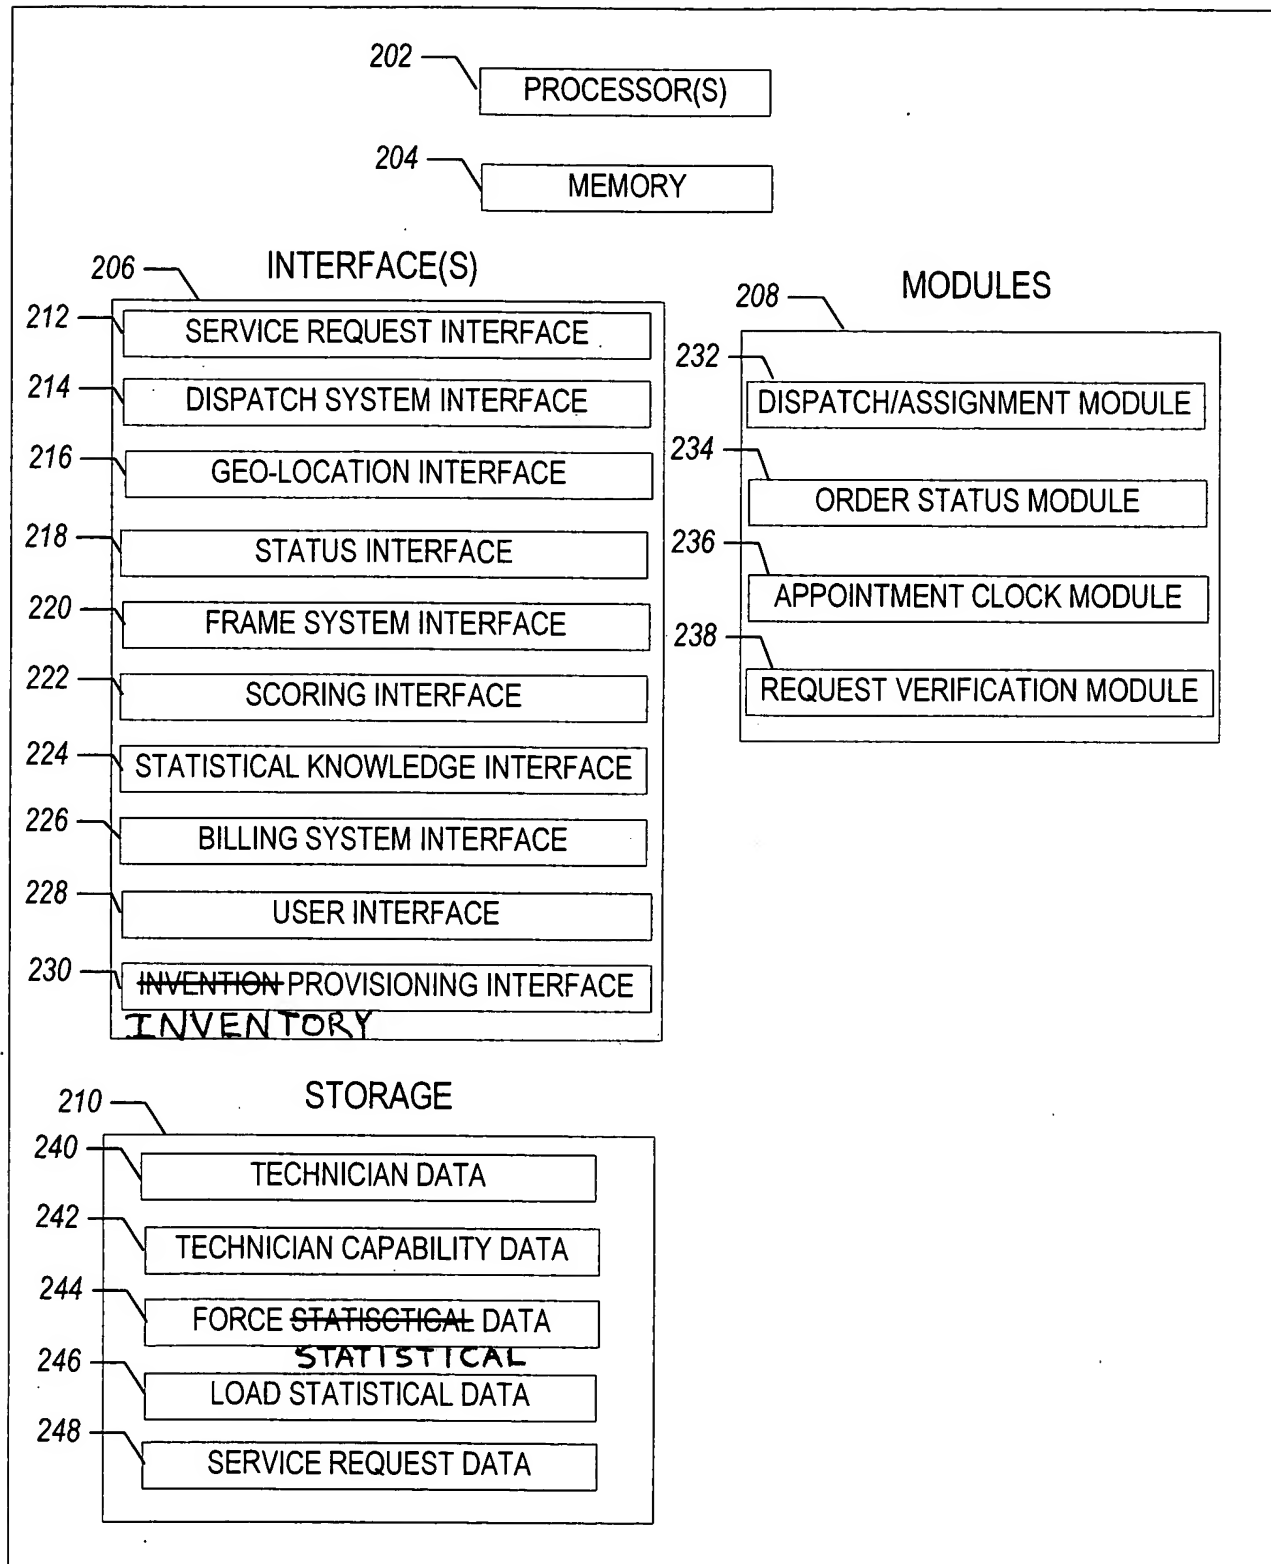 202
PROCESSOR(S)
204
MEMORY
206
INTERFACE(S)
212
SERVICE REQUEST INTERFACE
214
DISPATCH SYSTEM INTERFACE
216
GEO-LOCATION INTERFACE
218
STATUS INTERFACE
220
FRAME SYSTEM INTERFACE
222
SCORING INTERFACE
224
STATISTICAL KNOWLEDGE INTERFACE
226
BILLING SYSTEM INTERFACE
228
USER INTERFACE
230
INVENTION PROVISIONING INTERFACE
INVENTORY
MODULES
208
232
DISPATCH/ASSIGNMENT MODULE
234
ORDER STATUS MODULE
236
APPOINTMENT CLOCK MODULE
238
REQUEST VERIFICATION MODULE
STORAGE
210
240
TECHNICIAN DATA
242
TECHNICIAN CAPABILITY DATA
244
FORCE STATISCTICAL DATA
STATISTICAL
246
LOAD STATISTICAL DATA
248
SERVICE REQUEST DATA